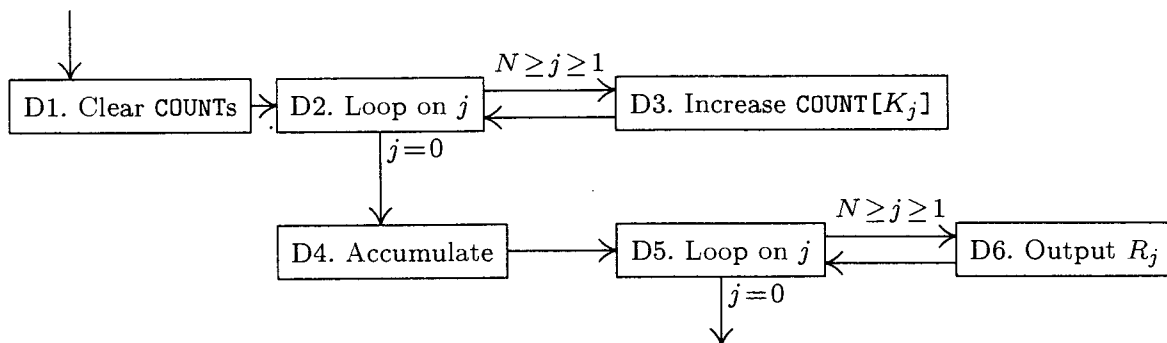 N ≥ j ≥ 1
D1. Clear COUNTs
D2. Loop on j
D3. Increase COUNT[K_j]
j=0
N ≥ j ≥ 1
D4. Accumulate
D5. Loop on j
D6. Output R_j
j=0